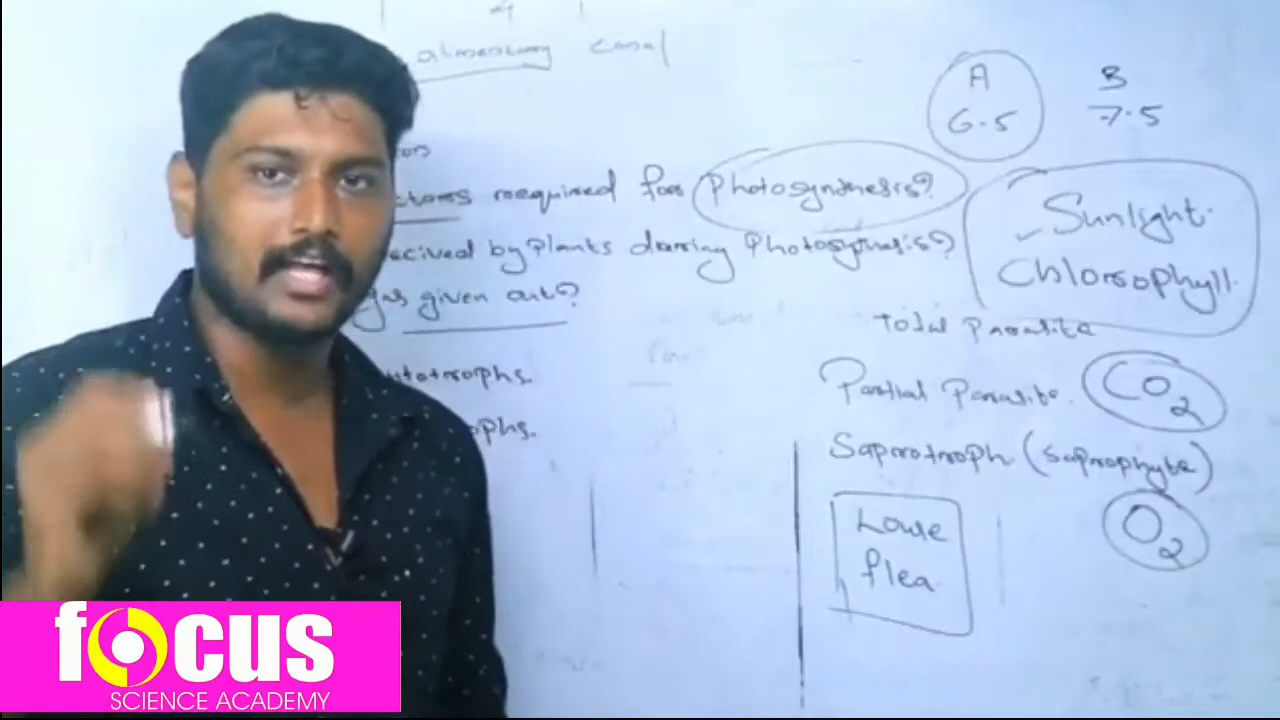 4
alimentary canal
A B
6.5 7.5
required for Photosynthesis?
Sunlight
by Plants during Photosynthesis?
Chlorophyll
gas given out?
Total Parasite
Partial Parasite.
CO2
Saprotroph (Saprophyte)
Louse
flea
O2
focus
SCIENCE ACADEMY